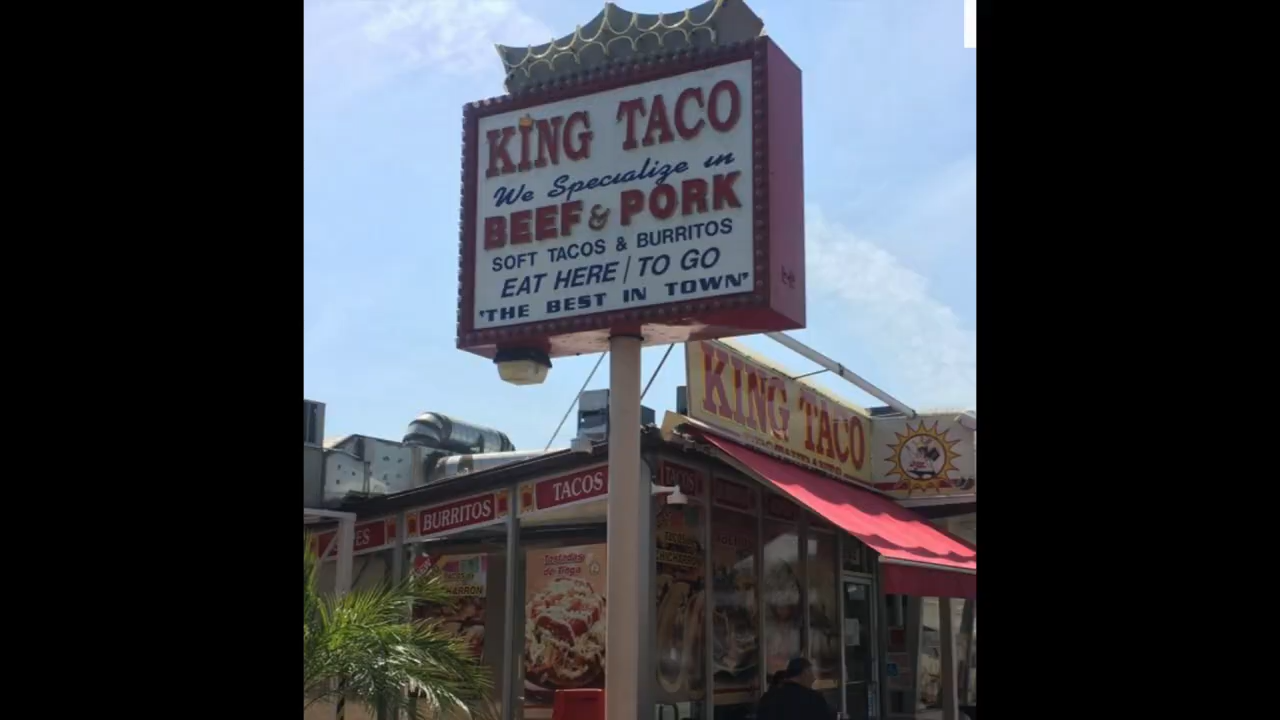 KING TACO
We Specialize in
BEEF & PORK
SOFT TACOS & BURRITOS
EAT HERE / TO GO
"THE BEST IN TOWN"
KING TACO
BURRITOS
TACOS
TACOS
Tostadas
de Tinga